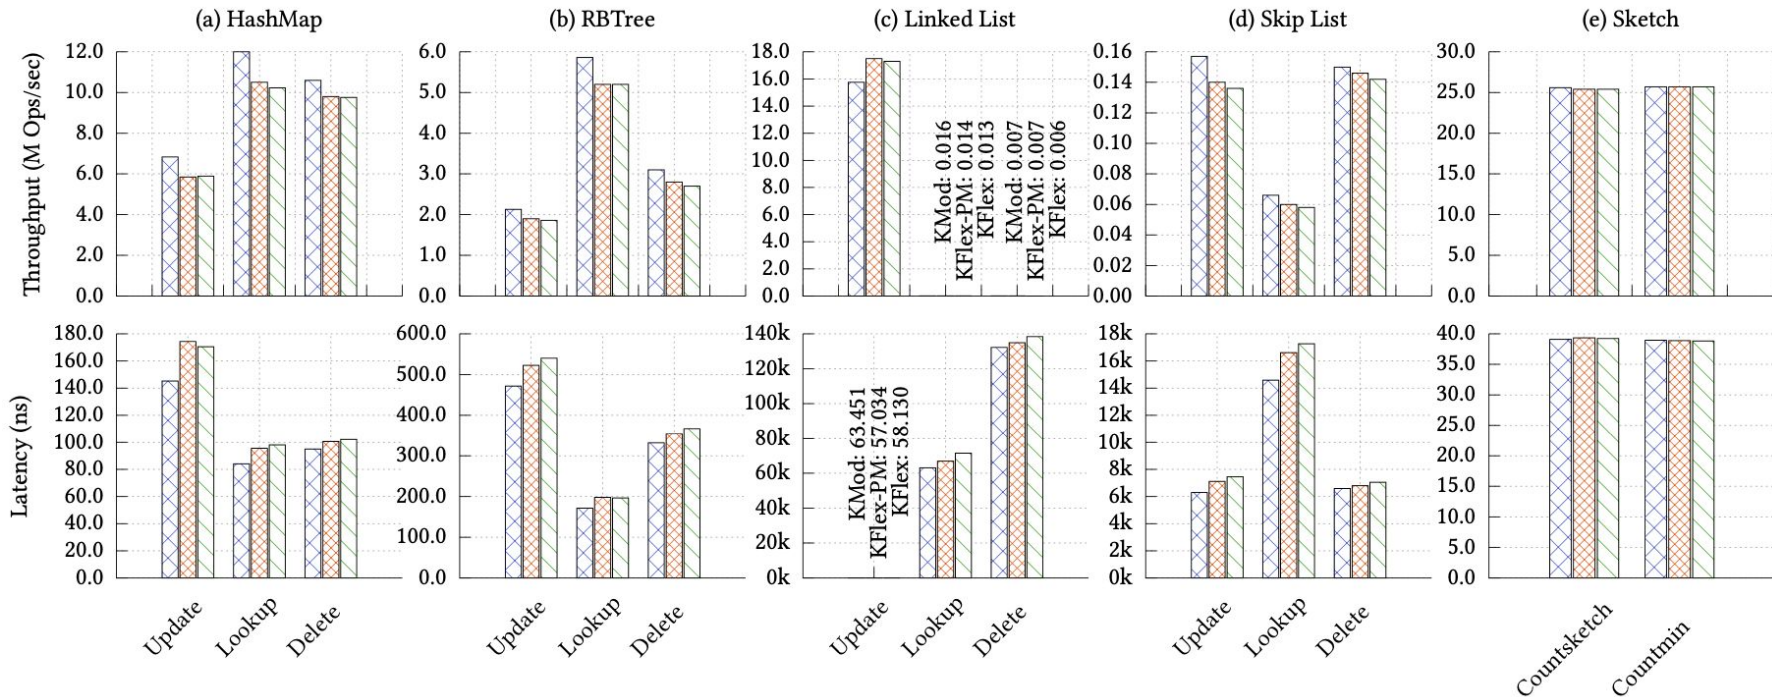 (a) HashMap
(b) RBTree
(c) Linked List
(d) Skip List
(e) Sketch
Throughput (M Ops/sec)
12.0
10.0
8.0
6.0
4.0
2.0
0.0
6.0
5.0
4.0
3.0
2.0
1.0
0.0
18.0
16.0
14.0
12.0
10.0
8.0
6.0
4.0
2.0
0.0
KMod: 0.016
KFlex-PM: 0.014
KFlex: 0.013
KMod: 0.007
KFlex-PM: 0.007
KFlex: 0.006
0.16
0.14
0.12
0.10
0.08
0.06
0.04
0.02
0.00
30.0
25.0
20.0
15.0
10.0
5.0
0.0
Latency (ns)
180.0
160.0
140.0
120.0
100.0
80.0
60.0
40.0
20.0
0.0
Update
Lookup
Delete
600.0
500.0
400.0
300.0
200.0
100.0
0.0
Update
Lookup
Delete
140k
120k
100k
80k
60k
40k
20k
0k
KMod: 63.451
KFlex-PM: 57.034
KFlex: 58.130
Update
Lookup
Delete
18k
16k
14k
12k
10k
8k
6k
4k
2k
0k
Update
Lookup
Delete
40.0
35.0
30.0
25.0
20.0
15.0
10.0
5.0
0.0
Countsketch
Countmin